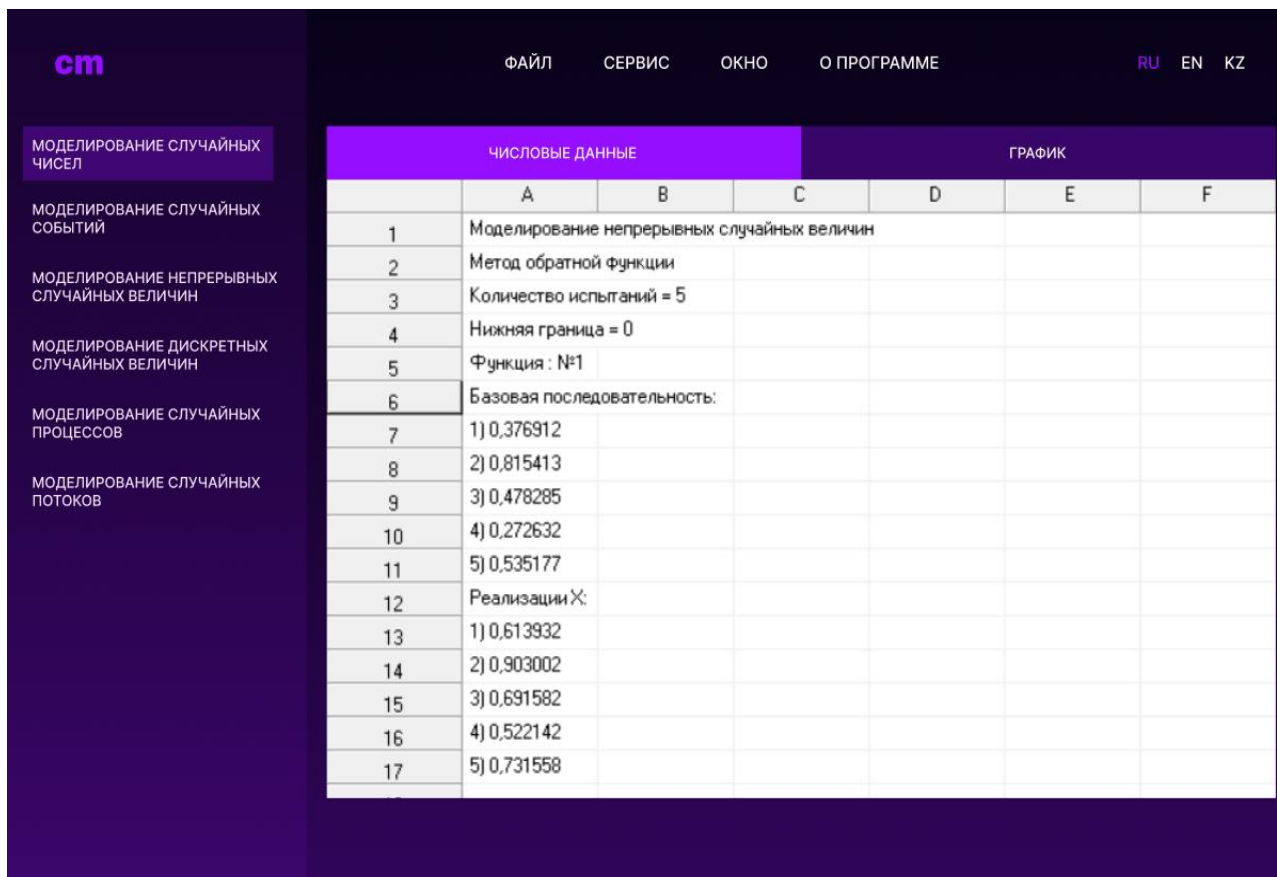 cm
ФАЙЛ СЕРВИС ОКНО О ПРОГРАММЕ RU EN KZ
МОДЕЛИРОВАНИЕ СЛУЧАЙНЫХ
ЧИСЕЛ
МОДЕЛИРОВАНИЕ СЛУЧАЙНЫХ
СОБЫТИЙ
МОДЕЛИРОВАНИЕ НЕПРЕРЫВНЫХ
СЛУЧАЙНЫХ ВЕЛИЧИН
МОДЕЛИРОВАНИЕ ДИСКРЕТНЫХ
СЛУЧАЙНЫХ ВЕЛИЧИН
МОДЕЛИРОВАНИЕ СЛУЧАЙНЫХ
ПРОЦЕССОВ
МОДЕЛИРОВАНИЕ СЛУЧАЙНЫХ
ПОТОКОВ
ЧИСЛОВЫЕ ДАННЫЕ ГРАФИК
A B C D E F
1 Моделирование непрерывных случайных величин
2 Метод обратной функции
3 Количество испытаний = 5
4 Нижняя граница = 0
5 Функция : №1
6 Базовая последовательность:
7 1) 0,376912
8 2) 0,815413
9 3) 0,478285
10 4) 0,272632
11 5) 0,535177
12 Реализации X:
13 1) 0,613932
14 2) 0,903002
15 3) 0,691582
16 4) 0,522142
17 5) 0,731558